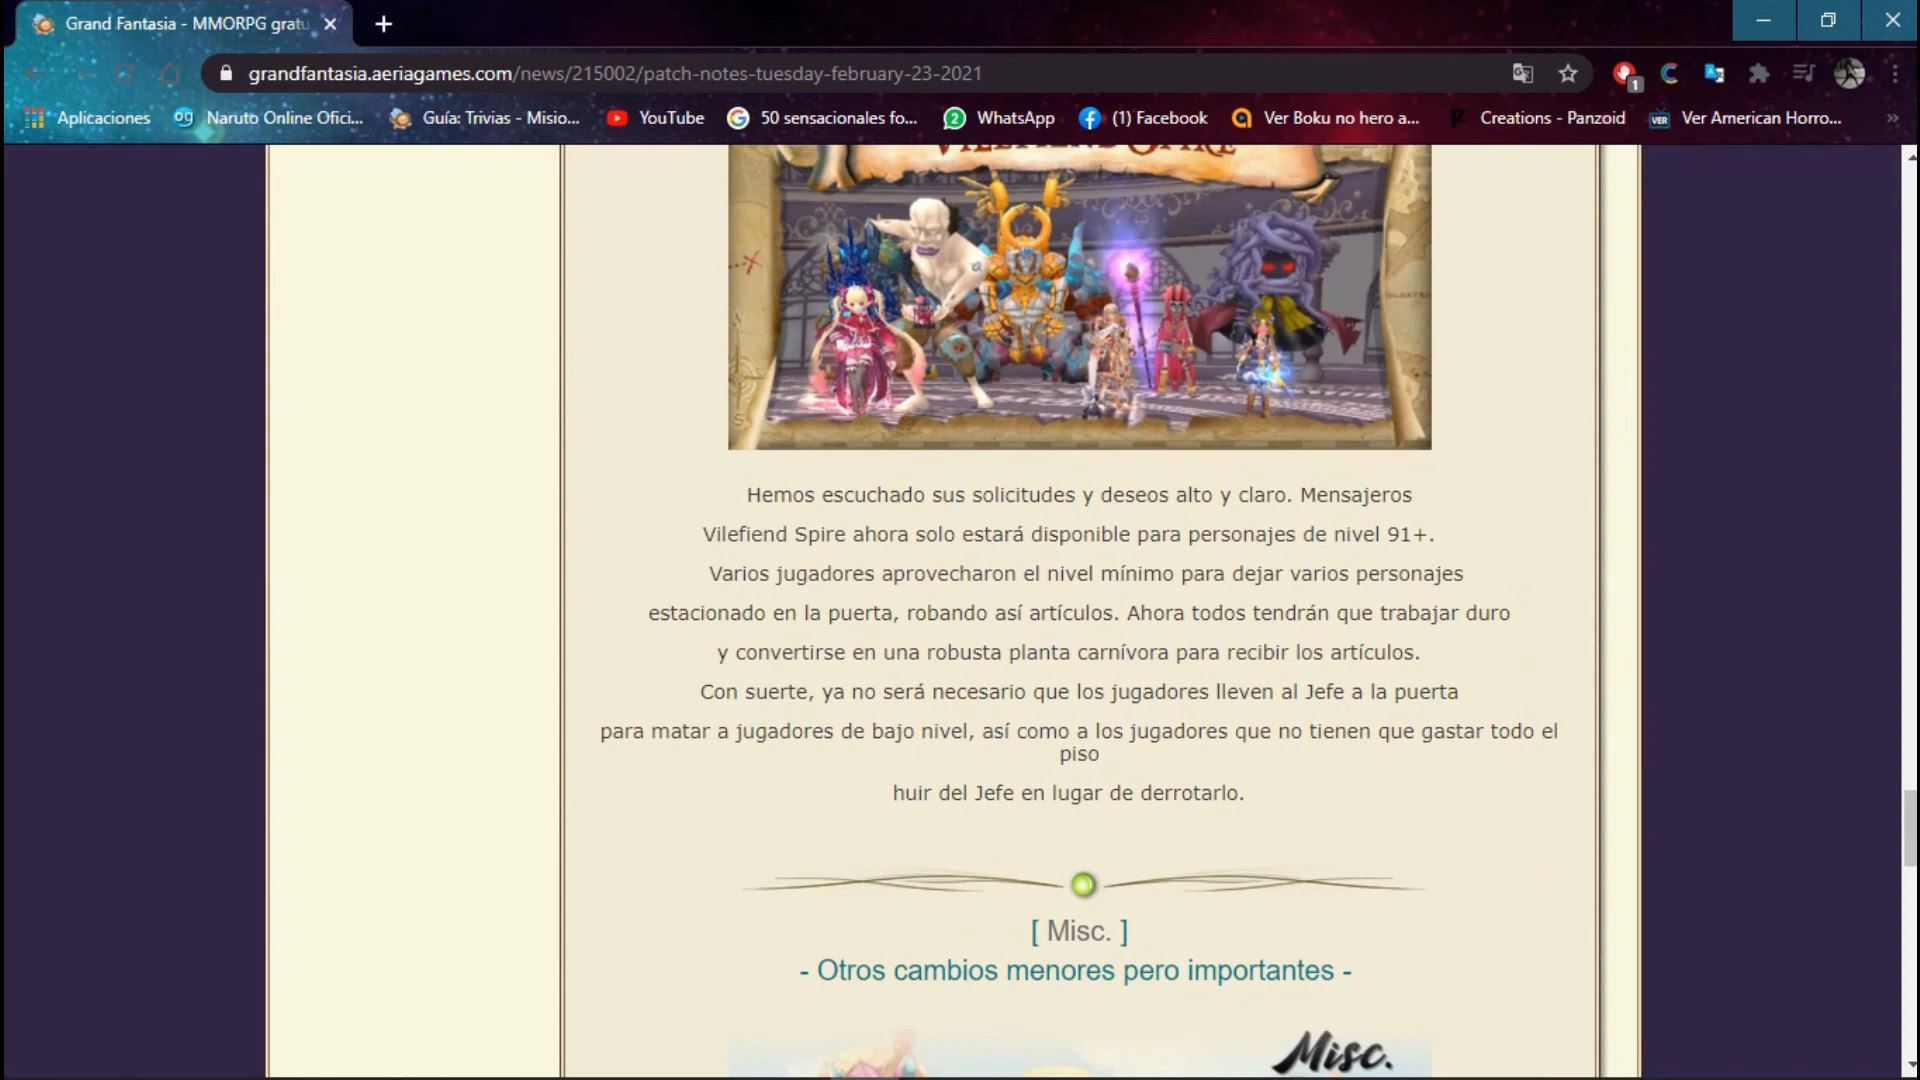 Grand Fantasia - MMORPG gratu
grandfantasia.aeriagames.com/news/215002/patch-notes-tuesday-february-23-2021
1
Aplicaciones
og Naruto Online Ofici...
Guía: Trivias - Misio...
YouTube
50 sensacionales fo...
2 WhatsApp
(1) Facebook
Ver Boku no hero a...
Creations - Panzoid
VER Ver American Horro...
VILEFIEND SPIRE
Hemos escuchado sus solicitudes y deseos alto y claro. Mensajeros
Vilefiend Spire ahora solo estará disponible para personajes de nivel 91+.
Varios jugadores aprovecharon el nivel mínimo para dejar varios personajes
estacionado en la puerta, robando así artículos. Ahora todos tendrán que trabajar duro
y convertirse en una robusta planta carnívora para recibir los artículos.
Con suerte, ya no será necesario que los jugadores lleven al Jefe a la puerta
para matar a jugadores de bajo nivel, así como a los jugadores que no tienen que gastar todo el
piso
huir del Jefe en lugar de derrotarlo.
[ Misc. ]
- Otros cambios menores pero importantes -
Misc.